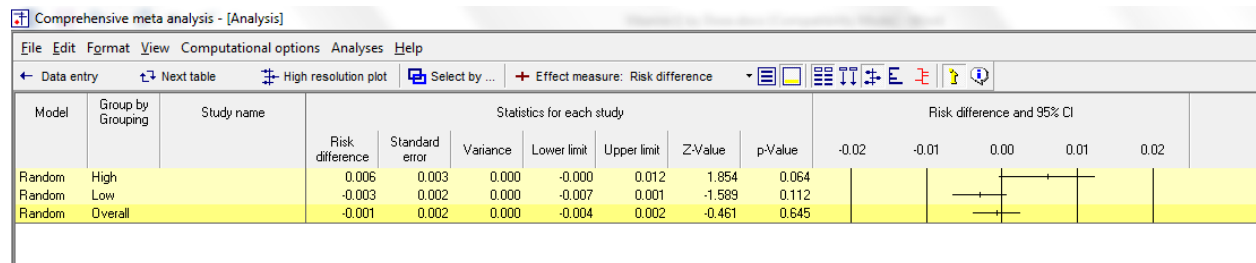 Comprehensive meta analysis - [Analysis]
File Edit Format View Computational options Analyses Help
← Data entry Next table High resolution plot Select by ... + Effect measure: Risk difference
Model Group by Grouping Study name Statistics for each study Risk difference and 95% CI
Risk difference Standard error Variance Lower limit Upper limit Z-Value p-Value -0.02 -0.01 0.00 0.01 0.02
Random High 0.006 0.003 0.000 -0.000 0.012 1.854 0.064
Random Low -0.003 0.002 0.000 -0.007 0.001 -1.589 0.112
Random Overall -0.001 0.002 0.000 -0.004 0.002 -0.461 0.645